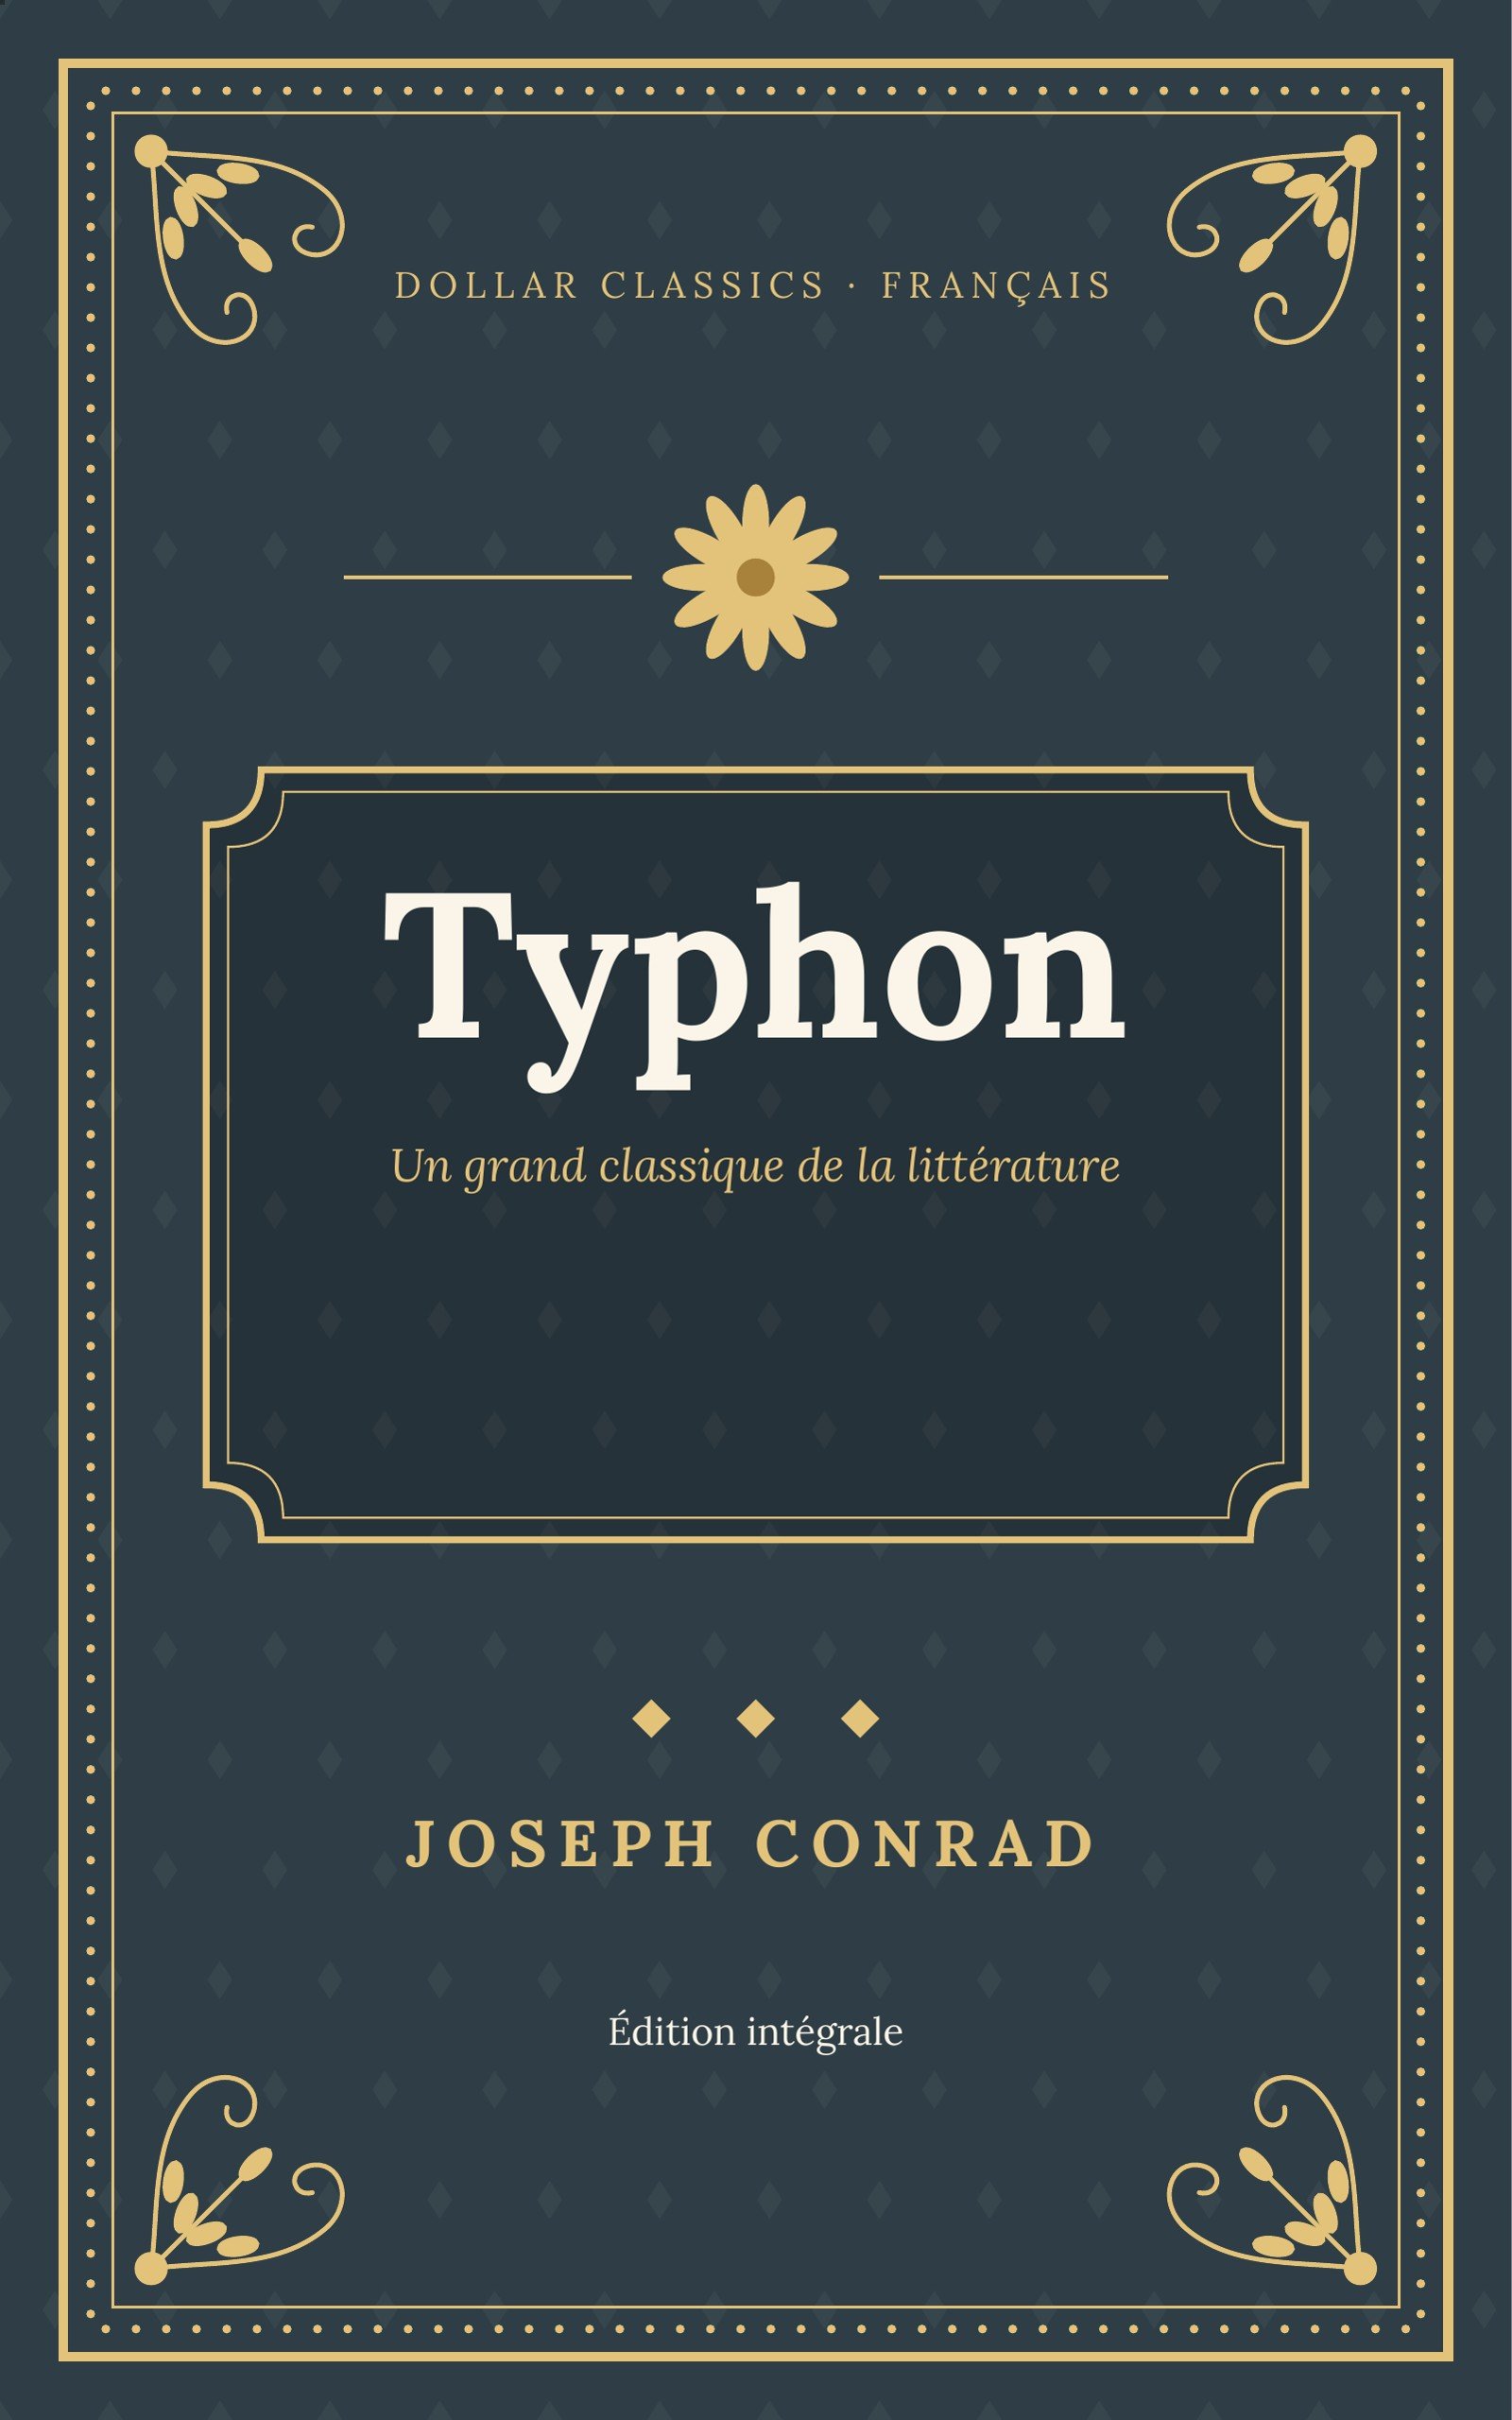 DOLLAR CLASSICS · FRANÇAIS
Typhon
Un grand classique de la littérature
JOSEPH CONRAD
Édition intégrale